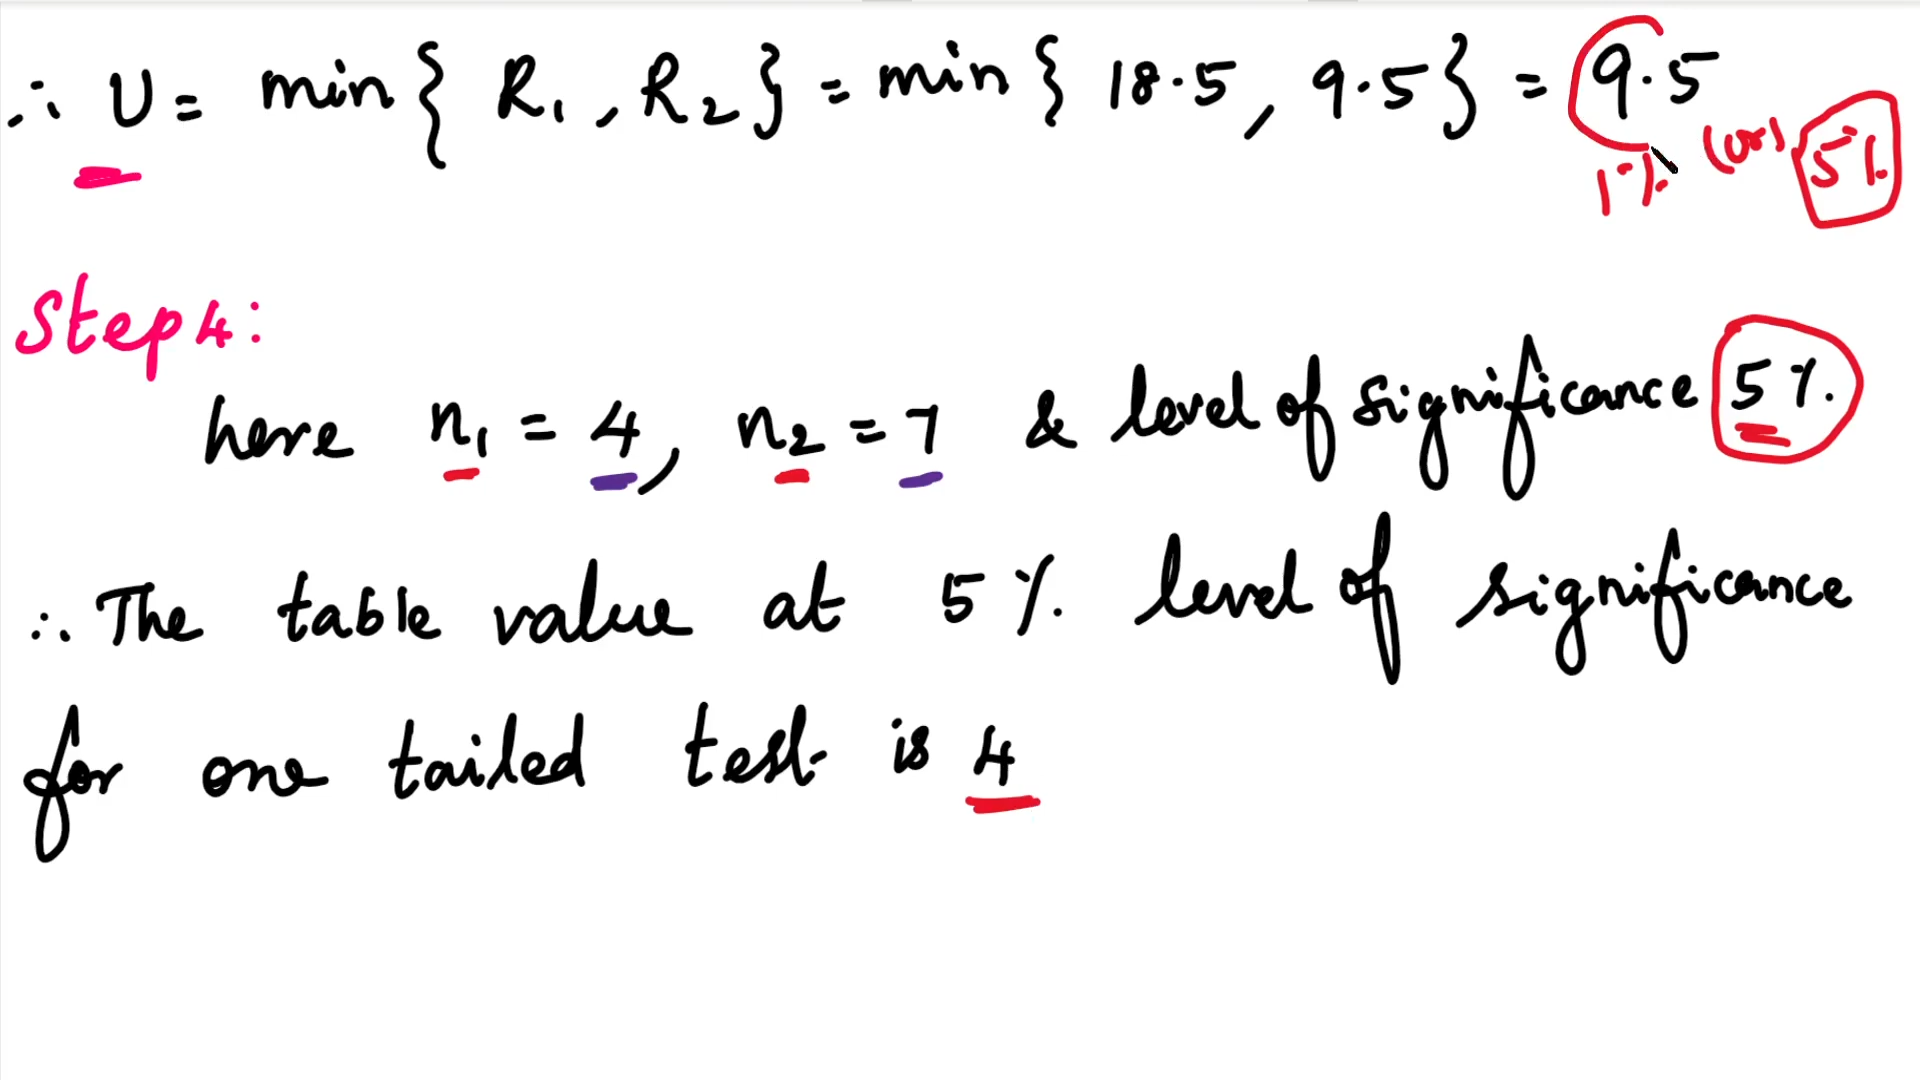 ∴ U = min{ R₁, R₂} = min{ 18.5, 9.5} = 9.5
1% (or) 5%
Step 4:
here n₁ = 4, n₂ = 7 & level of significance 5%.
∴ The table value at 5%. level of significance
for one tailed test is 4